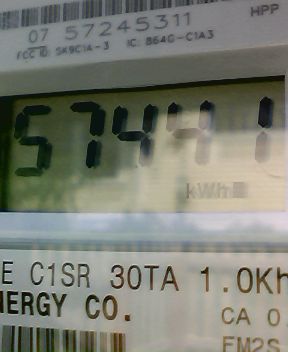 HPP
07 57245311
FCC ID: SK9C1A-3 IC: 864G-C1A3
57441
kWh
E C1SR 30TA 1.0Kh
NERGY CO.
CA 0.
FM2S